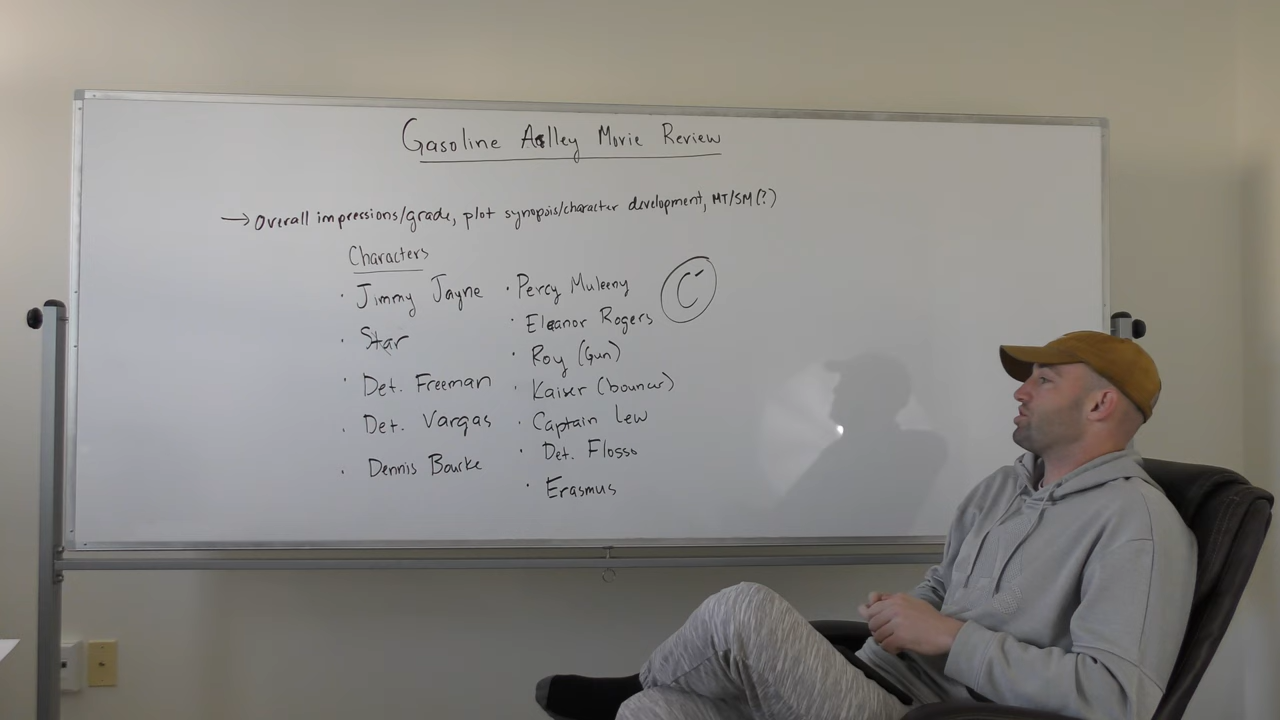 Gasoline Alley Movie Review
→ Overall impressions/grade, plot synopsis/character development, MT/SM(?)
Characters
· Jimmy Jayne
· Star
· Det. Freeman
· Det. Vargas
· Dennis Bourke
· Percy Muleeny
· Eleanor Rogers
· Roy (Gun)
· Kaiser (bouncer)
· Captain Lew
· Det. Flosso
· Erasmus
C-